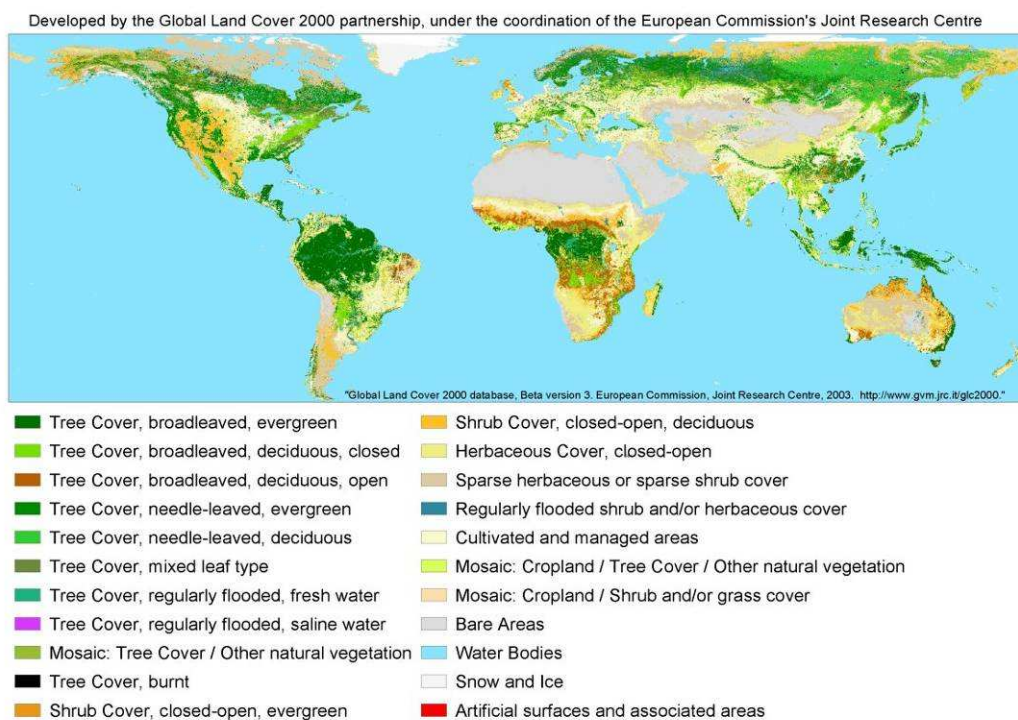 Developed by the Global Land Cover 2000 partnership, under the coordination of the European Commission's Joint Research Centre
"Global Land Cover 2000 database, Beta version 3. European Commission, Joint Research Centre, 2003. http://www.gvm.jrc.it/glc2000."
Tree Cover, broadleaved, evergreen
Tree Cover, broadleaved, deciduous, closed
Tree Cover, broadleaved, deciduous, open
Tree Cover, needle-leaved, evergreen
Tree Cover, needle-leaved, deciduous
Tree Cover, mixed leaf type
Tree Cover, regularly flooded, fresh water
Tree Cover, regularly flooded, saline water
Mosaic: Tree Cover / Other natural vegetation
Tree Cover, burnt
Shrub Cover, closed-open, evergreen
Shrub Cover, closed-open, deciduous
Herbaceous Cover, closed-open
Sparse herbaceous or sparse shrub cover
Regularly flooded shrub and/or herbaceous cover
Cultivated and managed areas
Mosaic: Cropland / Tree Cover / Other natural vegetation
Mosaic: Cropland / Shrub and/or grass cover
Bare Areas
Water Bodies
Snow and Ice
Artificial surfaces and associated areas